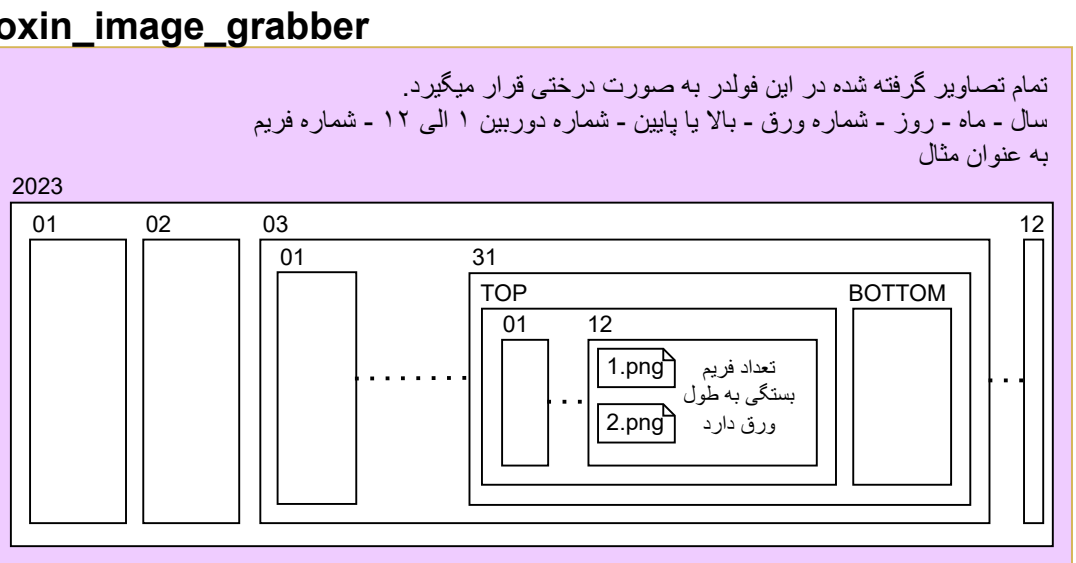 oxin_image_grabber
تمام تصاویر گرفته شده در این فولدر به صورت درختی قرار میگیرد.
سال - ماه - روز - شماره ورق - بالا یا پایین - شماره دوربین ۱ الی ۱۲ - شماره فریم
به عنوان مثال
2023
01
02
03
12
01
31
TOP
BOTTOM
01
12
1.png
2.png
تعداد فریم
بستگی به طول
ورق دارد